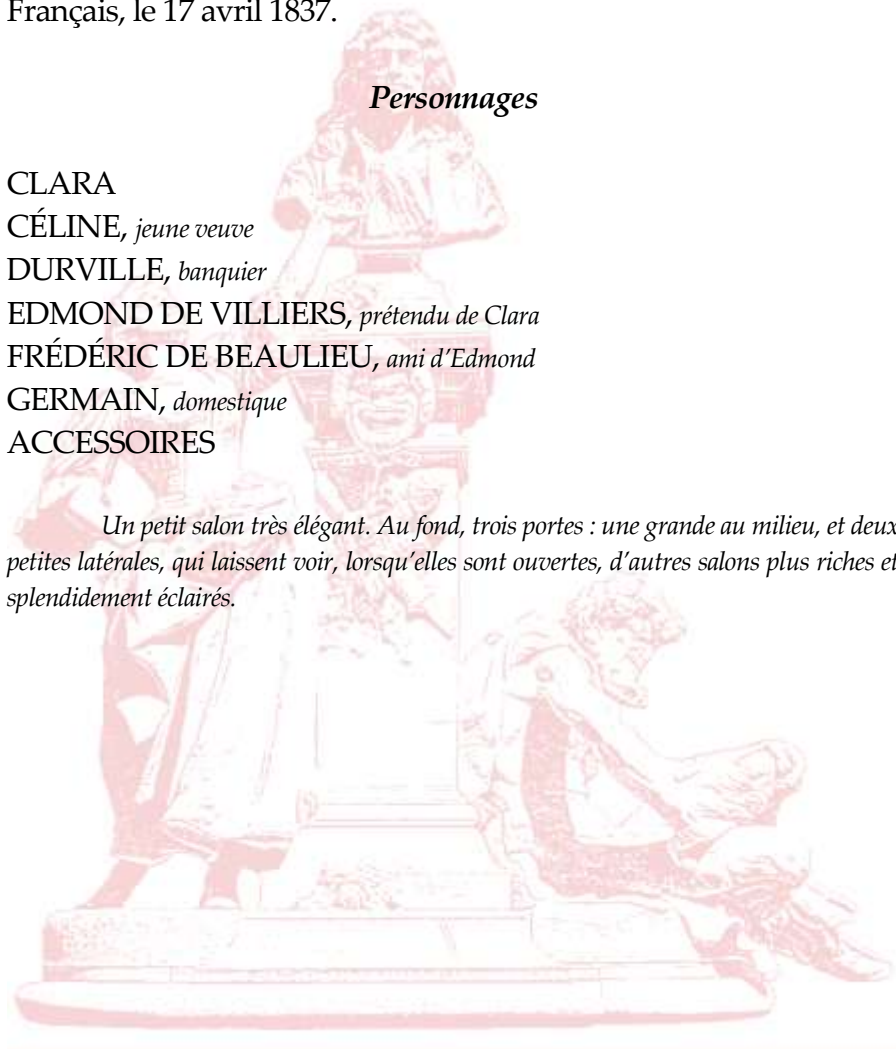 Français, le 17 avril 1837.
Personnages
CLARA
CÉLINE, jeune veuve
DURVILLE, banquier
EDMOND DE VILLIERS, prétendu de Clara
FRÉDÉRIC DE BEAULIEU, ami d'Edmond
GERMAIN, domestique
ACCESSOIRES
Un petit salon très élégant. Au fond, trois portes : une grande au milieu, et deux
petites latérales, qui laissent voir, lorsqu'elles sont ouvertes, d'autres salons plus riches et
splendidement éclairés.